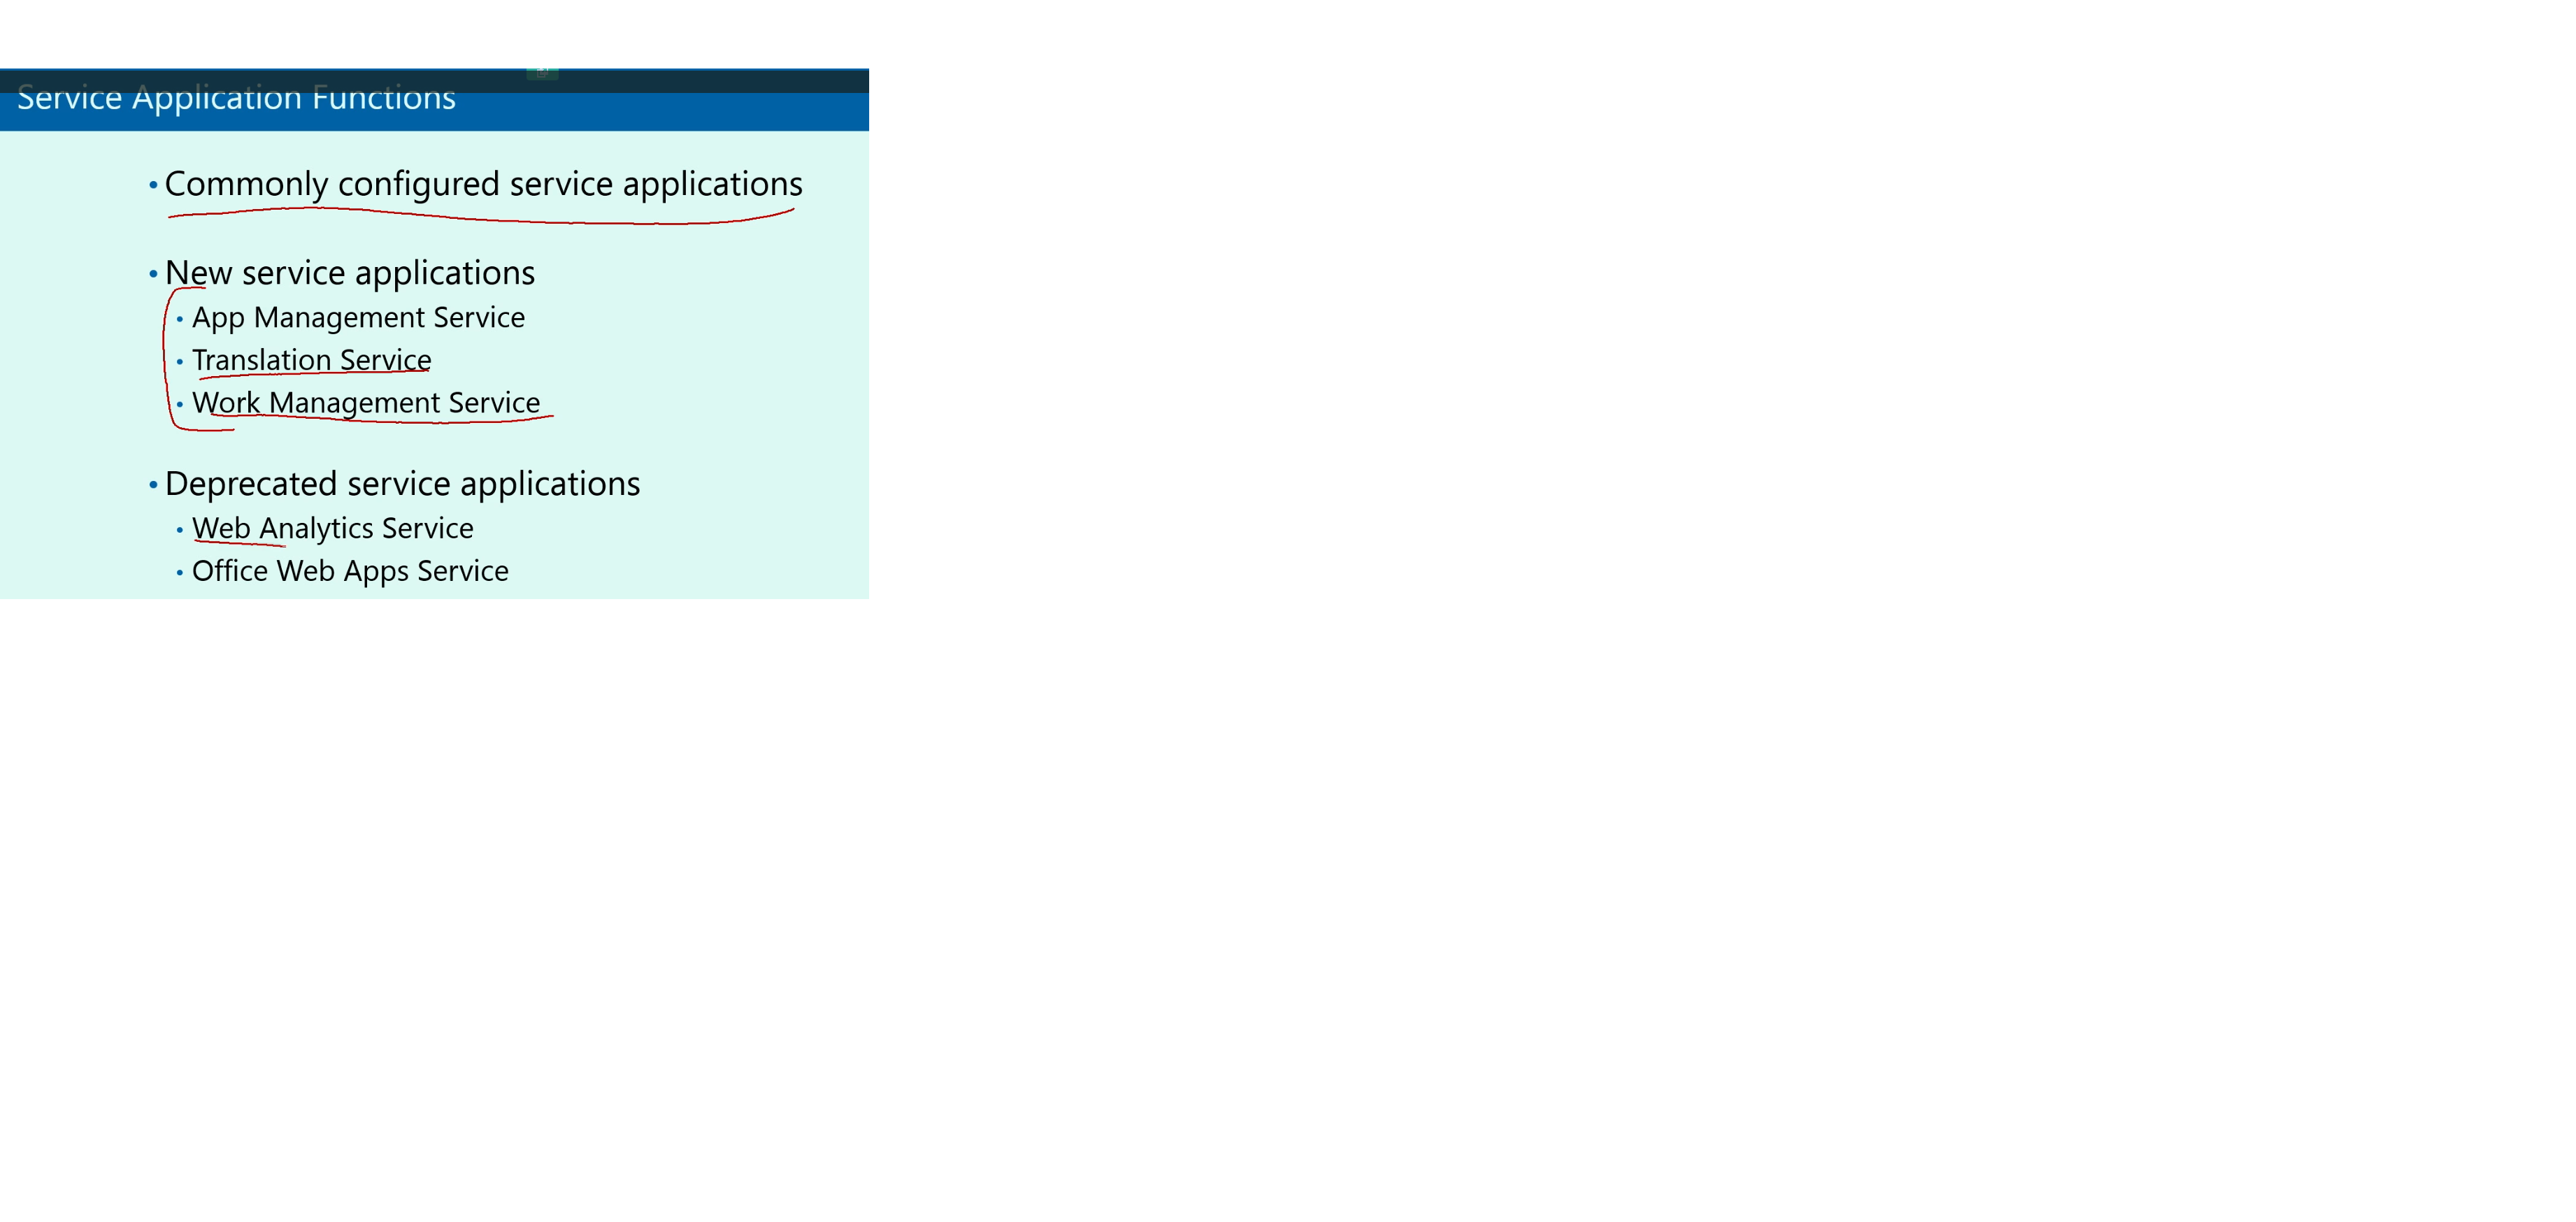 Service Application Functions
• Commonly configured service applications
• New service applications
• App Management Service
• Translation Service
• Work Management Service
• Deprecated service applications
• Web Analytics Service
• Office Web Apps Service